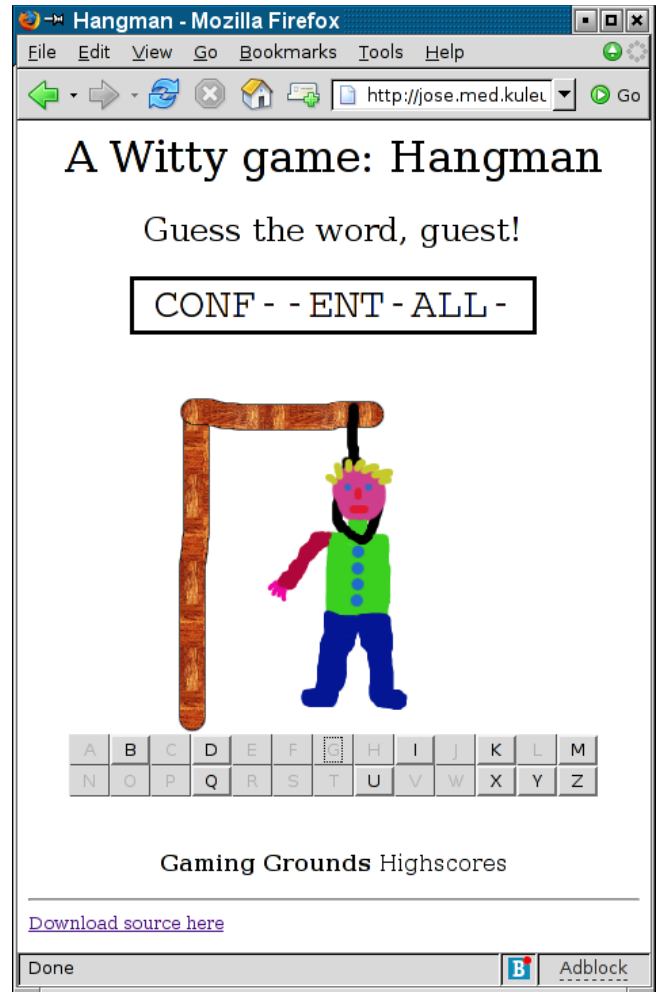 Hangman - Mozilla Firefox
File Edit View Go Bookmarks Tools Help
http://jose.med.kuleu Go
A Witty game: Hangman
Guess the word, guest!
CONF--ENT-ALL-
A B C D E F G H I J K L M
N O P Q R S T U V W X Y Z
Gaming Grounds Highscores
Download source here
Done B Adblock